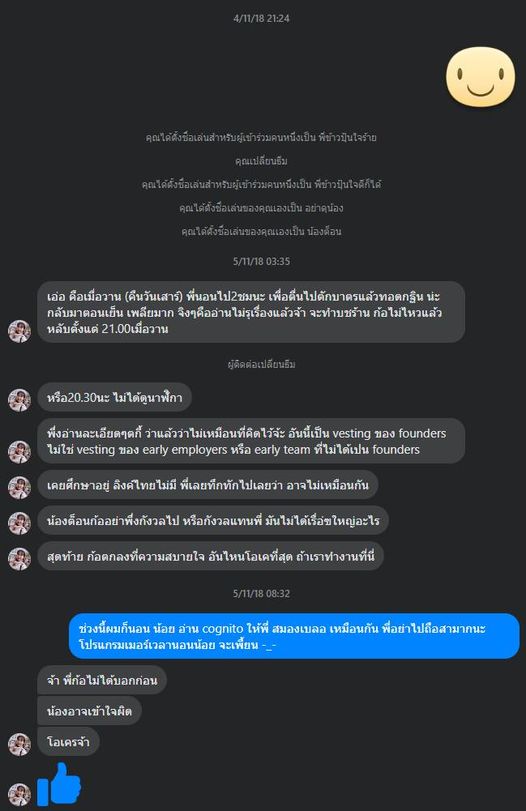 4/11/18 21:24
คุณได้ตั้งชื่อเล่นสำหรับผู้เข้าร่วมคนหนึ่งเป็น พี่ข้าวปุ้นใจร้าย
คุณเปลี่ยนธีม
คุณได้ตั้งชื่อเล่นสำหรับผู้เข้าร่วมคนหนึ่งเป็น พี่ข้าวปุ้นใจดีก็ได้
คุณได้ตั้งชื่อเล่นของคุณเองเป็น อย่าดุน้อง
คุณได้ตั้งชื่อเล่นของคุณเองเป็น น้องต็อน
5/11/18 03:35
เอ่อ คือเมื่อวาน (คืนวันเสาร์) พี่นอนไป2ชมนะ เพื่อตื่นไปตักบาตรแล้วทอดกฐิน น่ะ
กลับมาตอนเย็น เพลียมาก จิงๆคืออ่านไม่รุเรื่องแล้วจ้า จะทำบชร้าน ก้อไม่ไหวแล้ว
หลับตั้งแต่ 21.00เมื่อวาน
ผู้ติดต่อเปลี่ยนธีม
หรือ20.30นะ ไม่ได้ดูนาฬิกา
พึ่งอ่านละเอียดๆตกี้ ว่าแล้วว่าไม่เหมือนที่คิดไว้จ้ะ อันนี้เป็น vesting ของ founders
ไม่ใช่ vesting ของ early employers หรือ early team ที่ไม่ได้เปน founders
เคยศึกษาอยู่ ลิงค์ไทยไม่มี พี่เลยทึกทักไปเลยว่า อาจไม่เหมือนกัน
น้องต็อนก้ออย่าพึ่งกังวลไป หรือกังวลแทนพี่ มันไม่ได้เรื่อขใหญ่อะไร
สุดท้าย ก้อตกลงที่ความสบายใจ อันไหนโอเคที่สุด ถ้าเราทำงานที่นี่
5/11/18 08:32
ช่วงนี้ผมก็นอน น้อย อ่าน cognito ให้พี่ สมองเบลอ เหมือนกัน พี่อย่าไปถือสามากนะ
โปรแกรมเมอร์เวลานอนน้อย จะเพี้ยน -_-
จ้า พี่ก้อไม่ได้บอกก่อน
น้องอาจเข้าใจผิด
โอเครจ้า